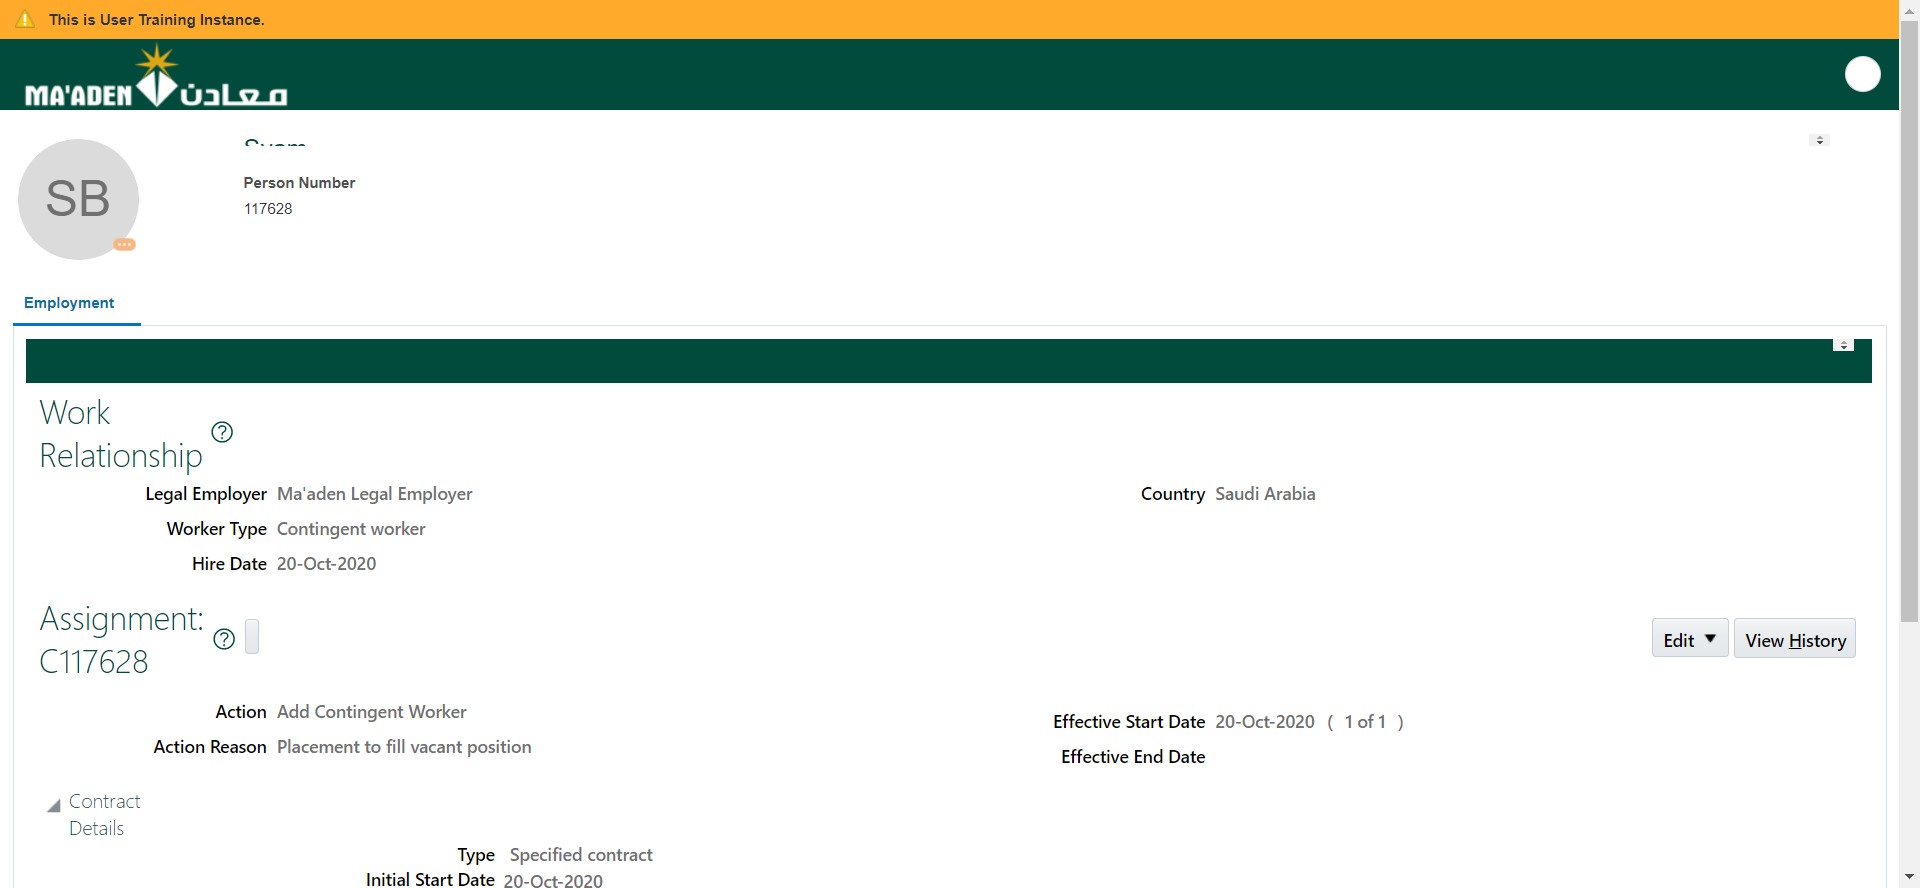 This is User Training Instance.
MA'ADEN معادن
SB
Person Number
117628
Employment
Work
Relationship
Legal Employer Ma'aden Legal Employer
Country Saudi Arabia
Worker Type Contingent worker
Hire Date 20-Oct-2020
Assignment:
C117628
Edit
View History
Action Add Contingent Worker
Effective Start Date 20-Oct-2020 ( 1 of 1 )
Action Reason Placement to fill vacant position
Effective End Date
Contract
Details
Type Specified contract
Initial Start Date 20-Oct-2020